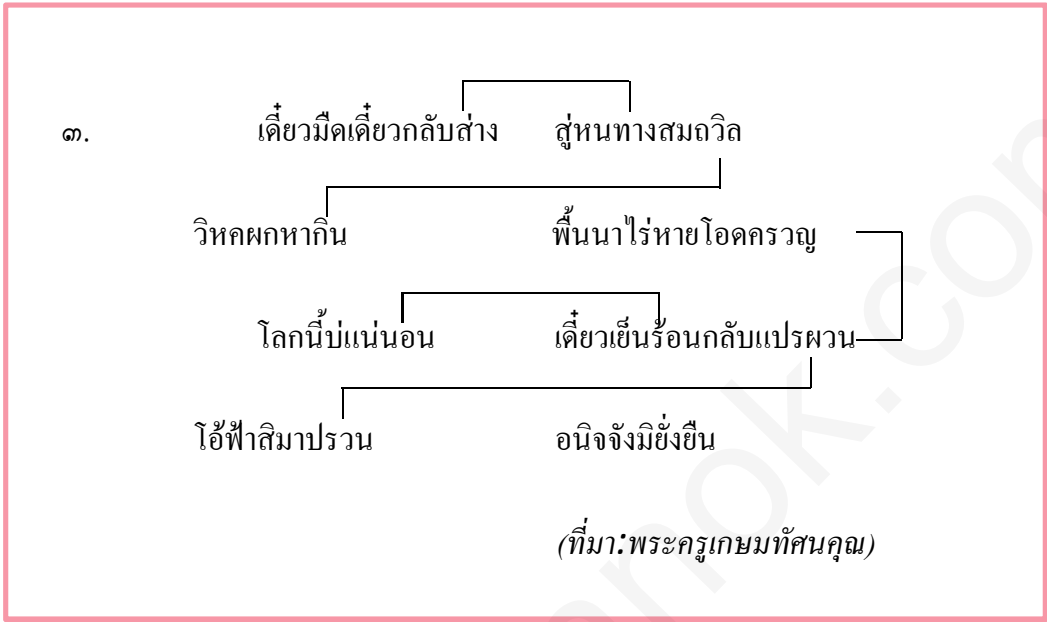 ๓. เดี๋ยวมืดเดี๋ยวกลับส่าง สู่หนทางสมถวิล
วิหคผกหากิน พื้นนาไร่หายโอดครวญ
โลกนี้บ่แน่นอน เดี๋ยวเย็นร้อนกลับแปรผวน
โอ้ฟ้าสิมาปรวน อนิจจังมิยั่งยืน
(ที่มา:พระครูเกษมทัศนคุณ)